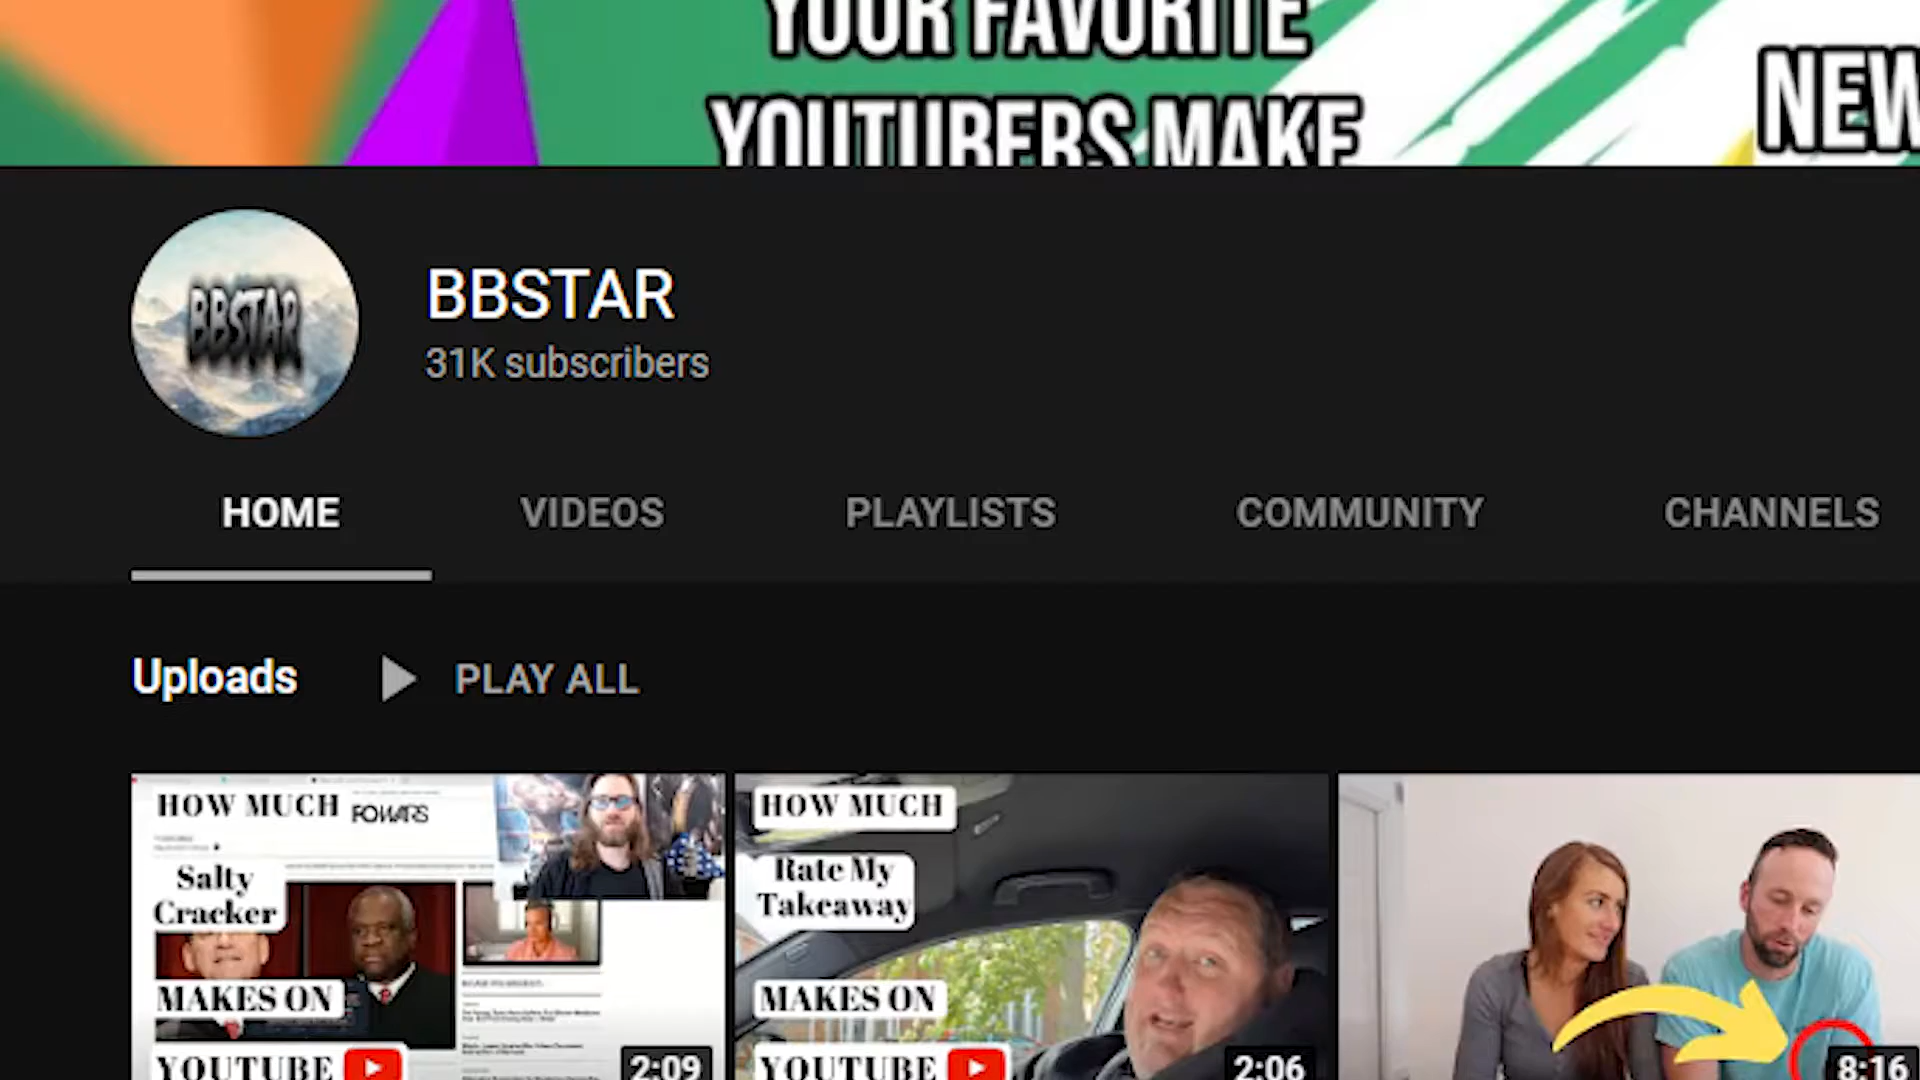 YOUR FAVORITE
YOUTUBERS MAKE
NEW
BBSTAR
BBSTAR
31K subscribers
HOME
VIDEOS
PLAYLISTS
COMMUNITY
CHANNELS
Uploads
PLAY ALL
HOW MUCH
FOWARS
Salty
Cracker
MAKES ON
YOUTUBE
2:09
HOW MUCH
Rate My
Takeaway
MAKES ON
YOUTUBE
2:06
8:16